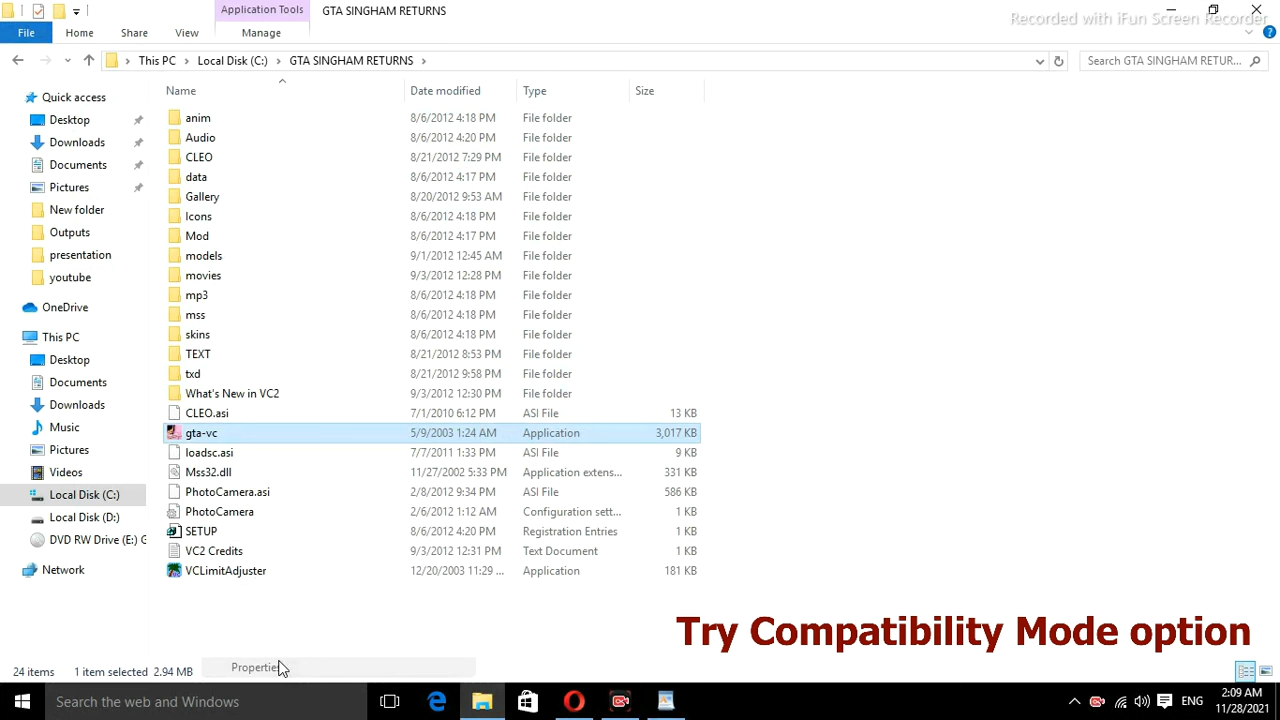 Application Tools
GTA SINGHAM RETURNS
Recorded with iFun Screen Recorder
File
Home
Share
View
Manage
This PC
Local Disk (C:)
GTA SINGHAM RETURNS
Search GTA SINGHAM RETUR...
Name
Date modified
Type
Size
Quick access
Desktop
Downloads
Documents
Pictures
New folder
Outputs
presentation
youtube
OneDrive
This PC
Desktop
Documents
Downloads
Music
Pictures
Videos
Local Disk (C:)
Local Disk (D:)
DVD RW Drive (E:) G
Network
anim 8/6/2012 4:18 PM File folder
Audio 8/6/2012 4:20 PM File folder
CLEO 8/21/2012 7:29 PM File folder
data 8/6/2012 4:17 PM File folder
Gallery 8/20/2012 9:53 AM File folder
Icons 8/6/2012 4:18 PM File folder
Mod 8/6/2012 4:17 PM File folder
models 9/1/2012 12:45 AM File folder
movies 9/3/2012 12:28 PM File folder
mp3 8/6/2012 4:18 PM File folder
mss 8/6/2012 4:18 PM File folder
skins 8/6/2012 4:18 PM File folder
TEXT 8/21/2012 8:53 PM File folder
txd 8/21/2012 9:58 PM File folder
What's New in VC2 9/3/2012 12:30 PM File folder
CLEO.asi 7/1/2010 6:12 PM ASI File 13 KB
gta-vc 5/9/2003 1:24 AM Application 3,017 KB
loadsc.asi 7/7/2011 1:33 PM ASI File 9 KB
Mss32.dll 11/27/2002 5:33 PM Application extens... 331 KB
PhotoCamera.asi 2/8/2012 9:34 PM ASI File 586 KB
PhotoCamera 2/6/2012 1:12 AM Configuration sett... 1 KB
SETUP 8/6/2012 4:20 PM Registration Entries 1 KB
VC2 Credits 9/3/2012 12:31 PM Text Document 1 KB
VCLimitAdjuster 12/20/2003 11:29 ... Application 181 KB
Try Compatibility Mode option
24 items 1 item selected 2.94 MB
Properties
Search the web and Windows
ENG
2:09 AM
11/28/2021